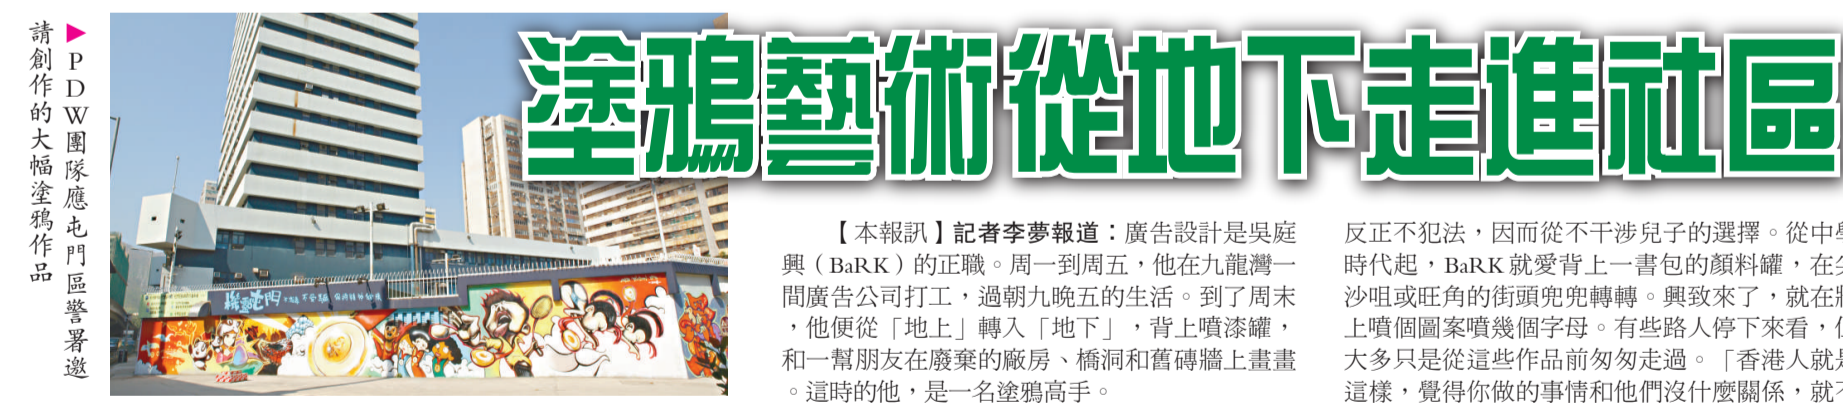 塗鴉藝術從地下走進社區
▶PDW團隊應屯門區警署邀
請創作的大幅塗鴉作品
【本報訊】記者李夢報道：廣告設計是吳庭
興（BaRK）的正職。周一到周五，他在九龍灣一
間廣告公司打工，過朝九晚五的生活。到了周末
，他便從「地上」轉入「地下」，背上噴漆罐，
和一幫朋友在廢棄的廠房、橋洞和舊磚牆上畫畫
。這時的他，是一名塗鴉高手。
反正不犯法，因而從不干涉兒子的選擇。從中學
時代起，BaRK就愛背上一書包的顏料罐，在尖
沙咀或旺角的街頭兜兜轉轉。興致來了，就在牆
上噴個圖案噴幾個字母。有些路人停下來看，但
大多只是從這些作品前匆匆走過。「香港人就是
這樣，覺得你做的事情和他們沒什麼關係，就不